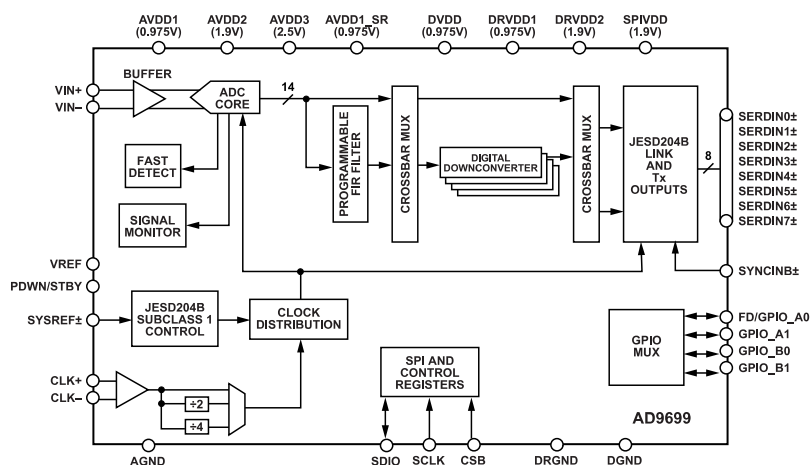 AVDD1
(0.975V)
AVDD2
(1.9V)
AVDD3
(2.5V)
AVDD1_SR
(0.975V)
DVDD
(0.975V)
DRVDD1
(0.975V)
DRVDD2
(1.9V)
SPIVDD
(1.9V)
BUFFER
VIN+
VIN–
ADC
CORE
14
PROGRAMMABLE
FIR FILTER
CROSSBAR MUX
DIGITAL
DOWNCONVERTER
CROSSBAR MUX
JESD204B
LINK
AND
Tx
OUTPUTS
8
SERDIN0±
SERDIN1±
SERDIN2±
SERDIN3±
SERDIN4±
SERDIN5±
SERDIN6±
SERDIN7±
FAST
DETECT
SIGNAL
MONITOR
VREF
PDWN/STBY
SYSREF±
JESD204B
SUBCLASS 1
CONTROL
CLOCK
DISTRIBUTION
SYNCINB±
GPIO
MUX
FD/GPIO_A0
GPIO_A1
GPIO_B0
GPIO_B1
CLK+
CLK–
÷2
÷4
SPI AND
CONTROL
REGISTERS
AD9699
AGND
SDIO
SCLK
CSB
DRGND
DGND